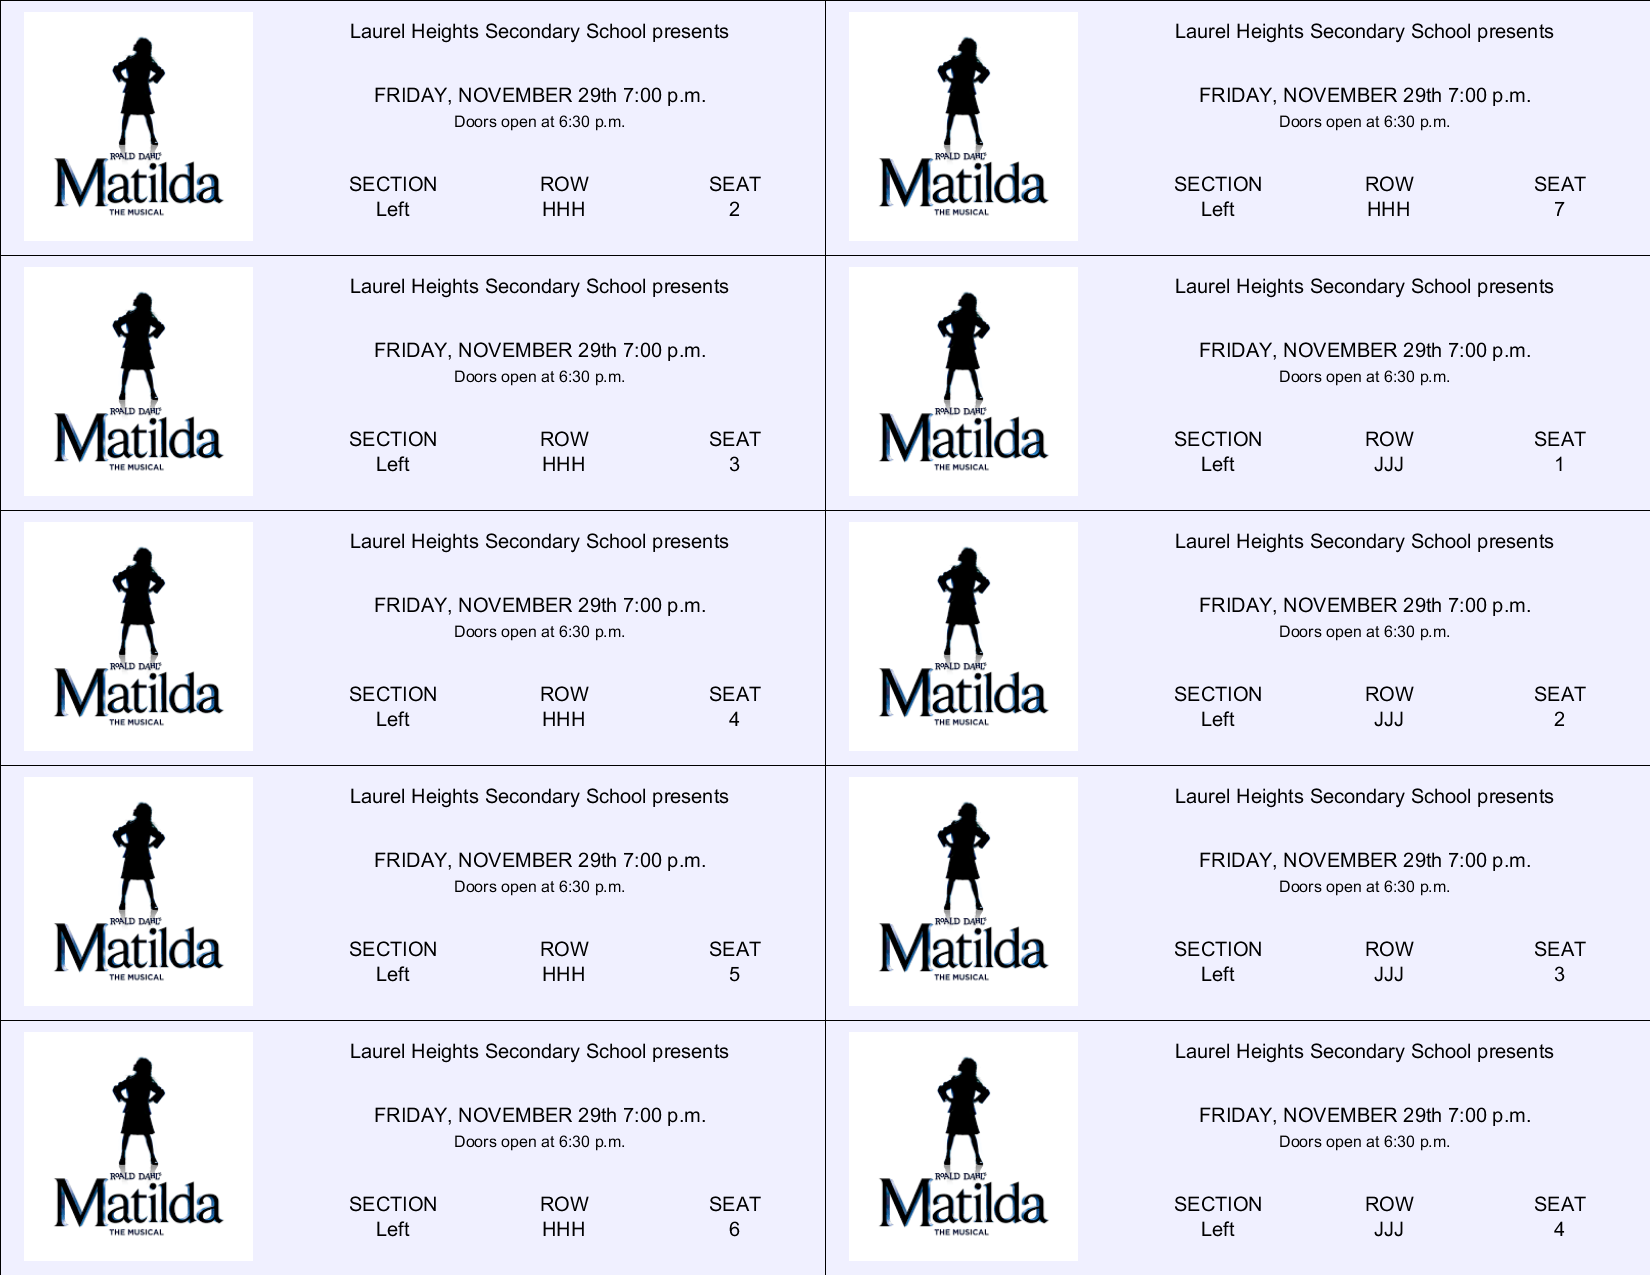 Laurel Heights Secondary School presents
FRIDAY, NOVEMBER 29th 7:00 p.m.
Doors open at 6:30 p.m.
ROALD DAHL'S
Matilda
THE MUSICAL
SECTION ROW SEAT
Left HHH 2
Laurel Heights Secondary School presents
FRIDAY, NOVEMBER 29th 7:00 p.m.
Doors open at 6:30 p.m.
ROALD DAHL'S
Matilda
THE MUSICAL
SECTION ROW SEAT
Left HHH 7
Laurel Heights Secondary School presents
FRIDAY, NOVEMBER 29th 7:00 p.m.
Doors open at 6:30 p.m.
ROALD DAHL'S
Matilda
THE MUSICAL
SECTION ROW SEAT
Left HHH 3
Laurel Heights Secondary School presents
FRIDAY, NOVEMBER 29th 7:00 p.m.
Doors open at 6:30 p.m.
ROALD DAHL'S
Matilda
THE MUSICAL
SECTION ROW SEAT
Left JJJ 1
Laurel Heights Secondary School presents
FRIDAY, NOVEMBER 29th 7:00 p.m.
Doors open at 6:30 p.m.
ROALD DAHL'S
Matilda
THE MUSICAL
SECTION ROW SEAT
Left HHH 4
Laurel Heights Secondary School presents
FRIDAY, NOVEMBER 29th 7:00 p.m.
Doors open at 6:30 p.m.
ROALD DAHL'S
Matilda
THE MUSICAL
SECTION ROW SEAT
Left JJJ 2
Laurel Heights Secondary School presents
FRIDAY, NOVEMBER 29th 7:00 p.m.
Doors open at 6:30 p.m.
ROALD DAHL'S
Matilda
THE MUSICAL
SECTION ROW SEAT
Left HHH 5
Laurel Heights Secondary School presents
FRIDAY, NOVEMBER 29th 7:00 p.m.
Doors open at 6:30 p.m.
ROALD DAHL'S
Matilda
THE MUSICAL
SECTION ROW SEAT
Left JJJ 3
Laurel Heights Secondary School presents
FRIDAY, NOVEMBER 29th 7:00 p.m.
Doors open at 6:30 p.m.
ROALD DAHL'S
Matilda
THE MUSICAL
SECTION ROW SEAT
Left HHH 6
Laurel Heights Secondary School presents
FRIDAY, NOVEMBER 29th 7:00 p.m.
Doors open at 6:30 p.m.
ROALD DAHL'S
Matilda
THE MUSICAL
SECTION ROW SEAT
Left JJJ 4